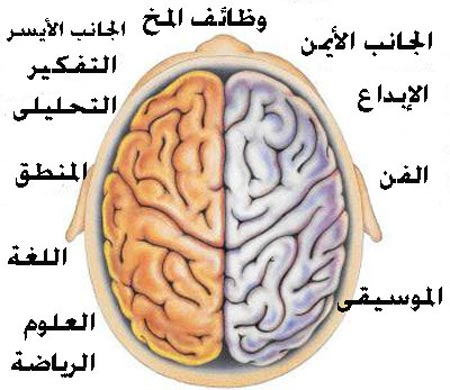 وظائف المخ
الجانب الأيمن
الإبداع
الفن
الموسيقى
الجانب الأيسر
التفكير
التحليلى
المنطق
اللغة
العلوم
الرياضة